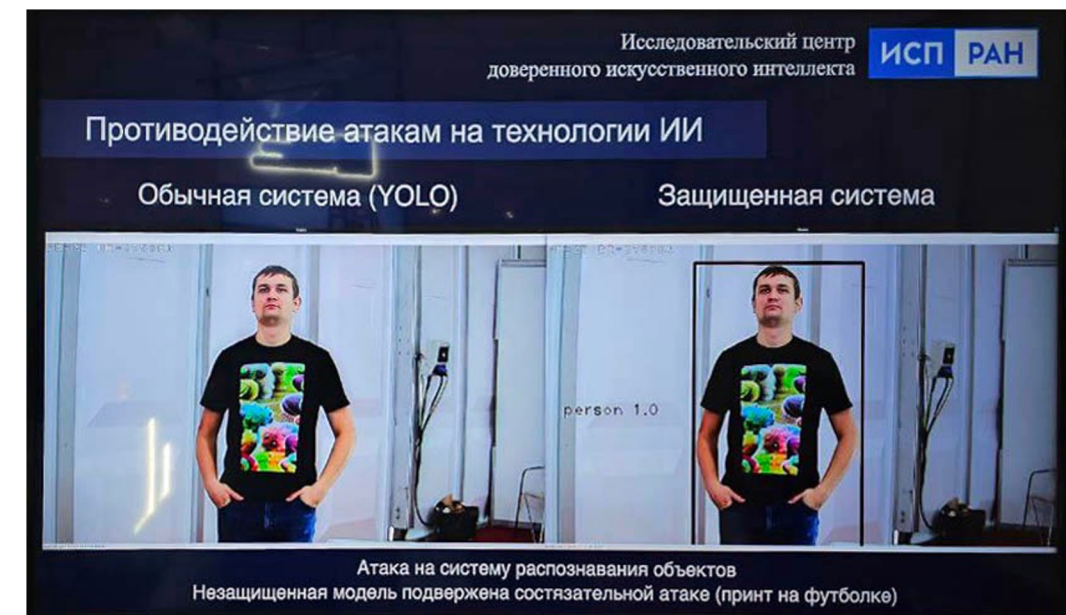 Исследовательский центр
доверенного искусственного интеллекта
ИСП РАН
Противодействие атакам на технологии ИИ
Обычная система (YOLO)
Защищенная система
person 1.0
Атака на систему распознавания объектов
Незащищенная модель подвержена состязательной атаке (принт на футболке)